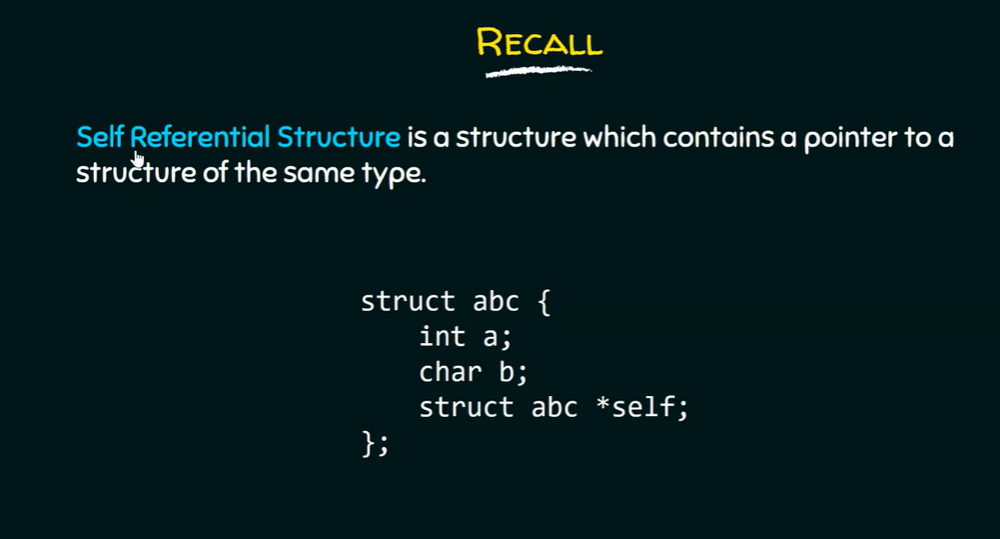 RECALL
Self Referential Structure is a structure which contains a pointer to a
structure of the same type.
struct abc {
    int a;
    char b;
    struct abc *self;
};